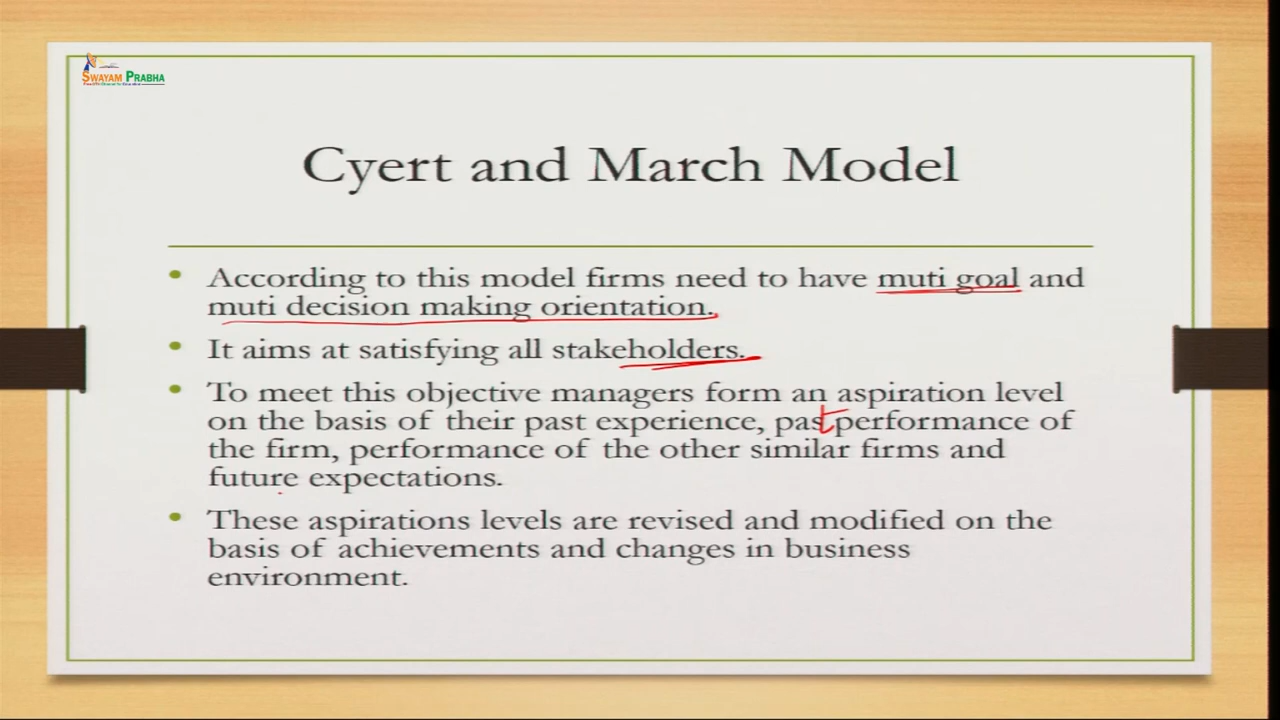 SWAYAM PRABHA
Cyert and March Model
• According to this model firms need to have muti goal and
muti decision making orientation.
• It aims at satisfying all stakeholders.
• To meet this objective managers form an aspiration level
on the basis of their past experience, past performance of
the firm, performance of the other similar firms and
future expectations.
• These aspirations levels are revised and modified on the
basis of achievements and changes in business
environment.